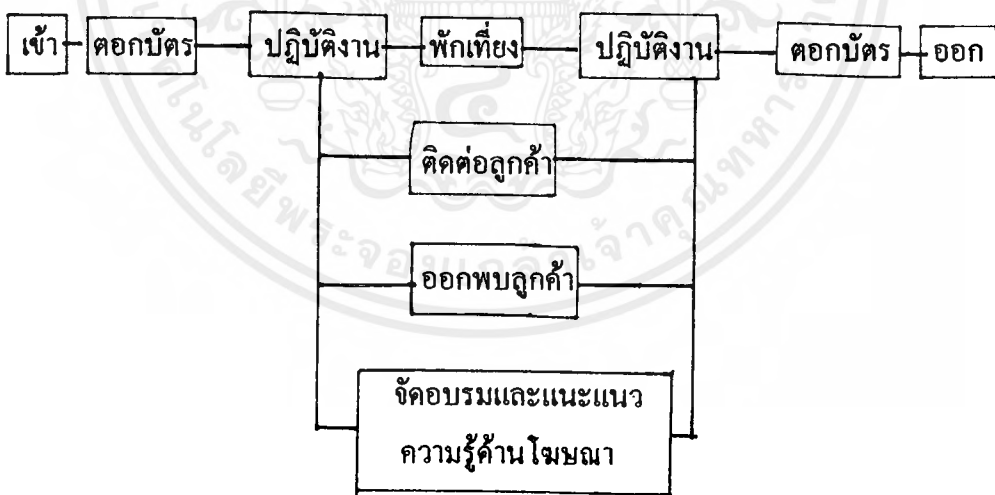 เข้า ตอกบัตร ปฏิบัติงาน พักเที่ยง ปฏิบัติงาน ตอกบัตร ออก
ติดต่อลูกค้า
ออกพบลูกค้า
จัดอบรมและแนะแนว
ความรู้ด้านโฆษณา